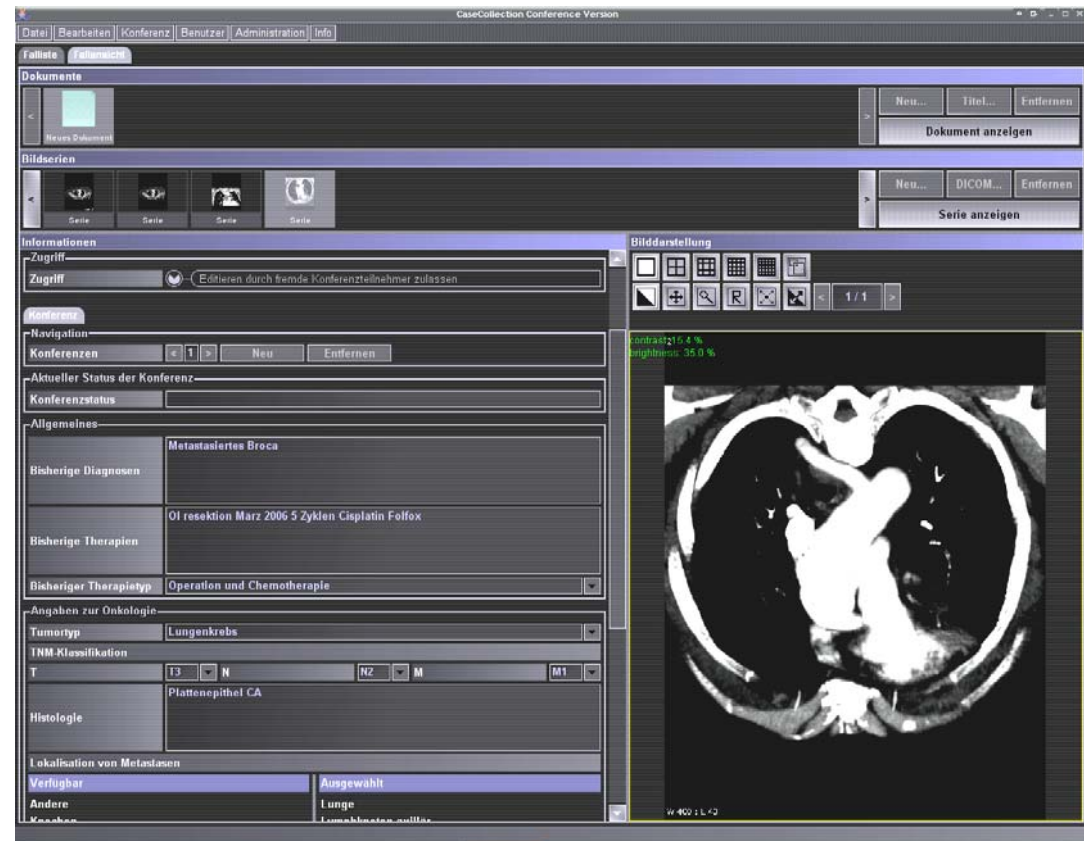 CaseCollection Conference Version
Datei Bearbeiten Konferenz Benutzer Administration Info
Falliste Fallansicht
Dokumente
< Neues Dokument >
Neu... Titel... Entfernen
Dokument anzeigen
Bildserien
< Serie Serie Serie Serie >
Neu... DICOM... Entfernen
Serie anzeigen
Informationen
Zugriff
Zugriff Editieren durch fremde Konferenzteilnehmer zulassen
Konferenz
Navigation
Konferenzen < 1 > Neu Entfernen
Aktueller Status der Konferenz
Konferenzstatus
Allgemeines
Bisherige Diagnosen Metastasiertes Broca
Bisherige Therapien OI resektion Marz 2006 5 Zyklen Cisplatin Folfox
Bisheriger Therapietyp Operation und Chemotherapie
Angaben zur Onkologie
Tumortyp Lungenkrebs
TNM-Klassifikation
T T3 N N2 M M1
Histologie Plattenepithel CA
Lokalisation von Metastasen
Verfügbar Ausgewählt
Andere Lunge
Bilddarstellung
R < 1/1 >
contrast: 15.4 %
brightness: 35.0 %
W 400 : L 40